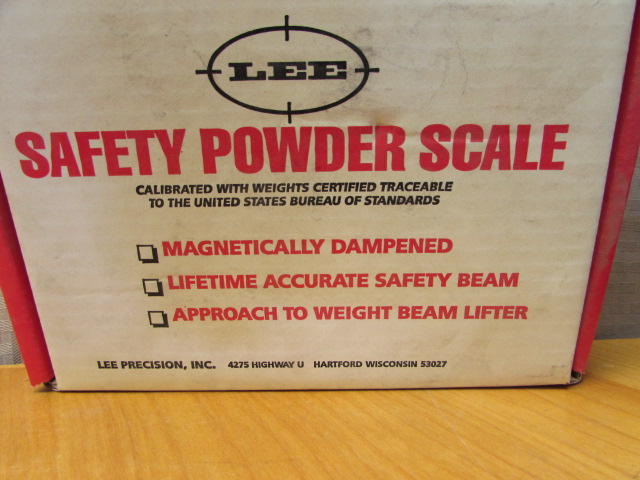 LEE
SAFETY POWDER SCALE
CALIBRATED WITH WEIGHTS CERTIFIED TRACEABLE
TO THE UNITED STATES BUREAU OF STANDARDS
MAGNETICALLY DAMPENED
LIFETIME ACCURATE SAFETY BEAM
APPROACH TO WEIGHT BEAM LIFTER
LEE PRECISION, INC. 4275 HIGHWAY U HARTFORD WISCONSIN 53027